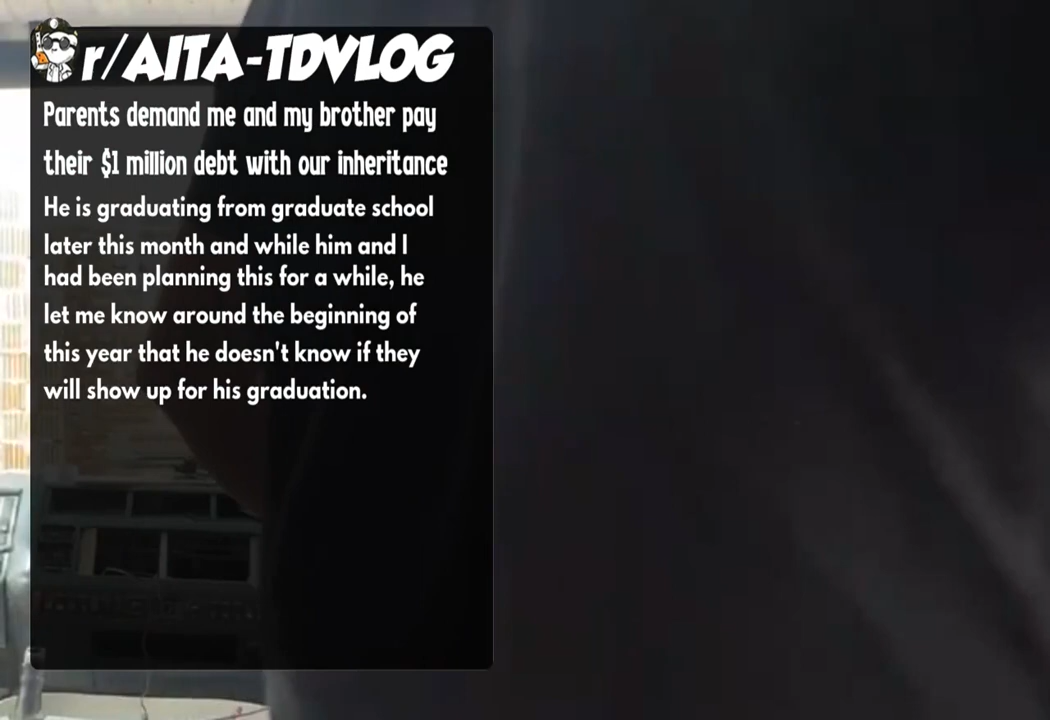 r/AITA-TDVLOG
Parents demand me and my brother pay
their $1 million debt with our inheritance
He is graduating from graduate school
later this month and while him and I
had been planning this for a while, he
let me know around the beginning of
this year that he doesn't know if they
will show up for his graduation.